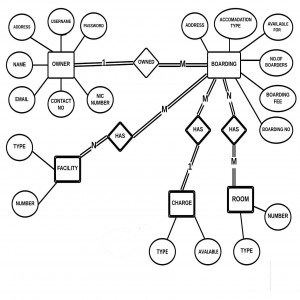 ADDRESS
USERNAME
PASSWORD
NAME
OWNER
EMAIL
CONTACT
NO
NIC
NUMBER
1
OWNED
M
ADDRESS
ACCOMADATION
TYPE
AVAILABLE
FOR
BOARDING
NO.OF
BOARDERS
BOARDING
FEE
BOARDING NO
M
HAS
N
FACILITY
TYPE
NUMBER
M
HAS
1
CHARGE
TYPE
AVALABLE
N
HAS
M
ROOM
NUMBER
TYPE